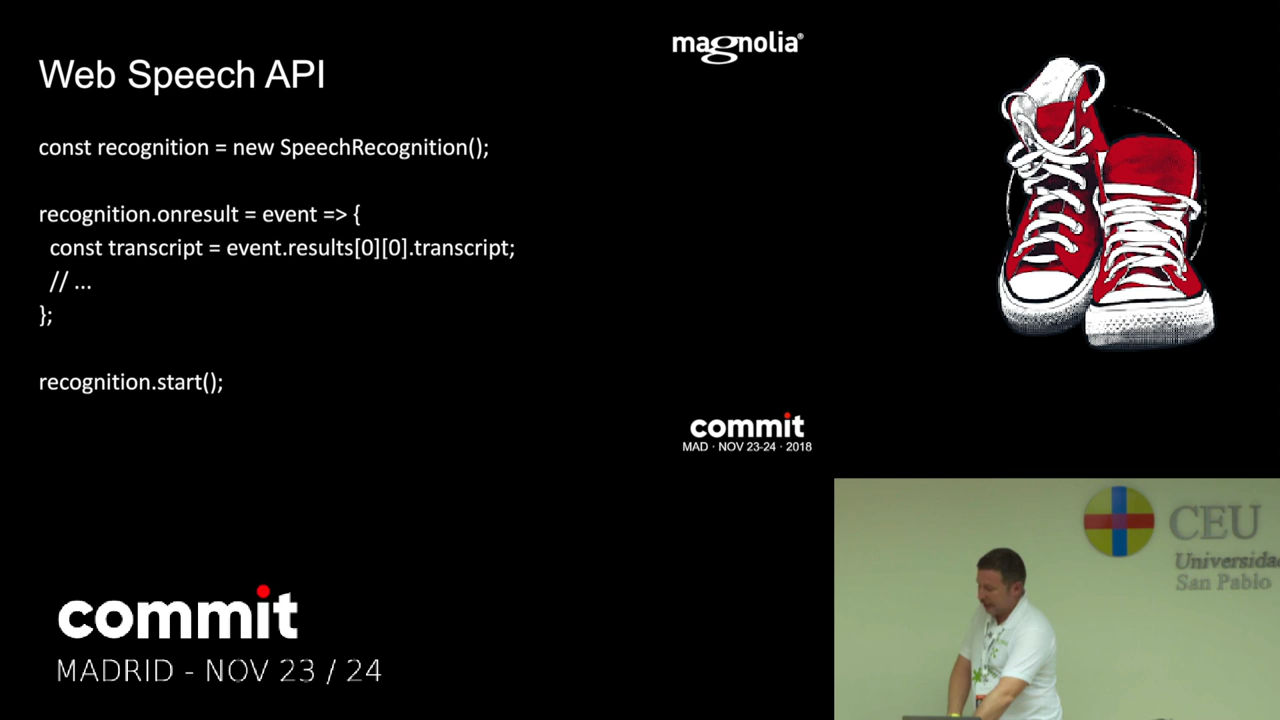 magnolia®
Web Speech API
const recognition = new SpeechRecognition();
recognition.onresult = event => {
const transcript = event.results[0][0].transcript;
// ...
};
recognition.start();
commit
MAD · NOV 23-24 · 2018
commit
MADRID - NOV 23 / 24
CEU
Universidad
San Pablo